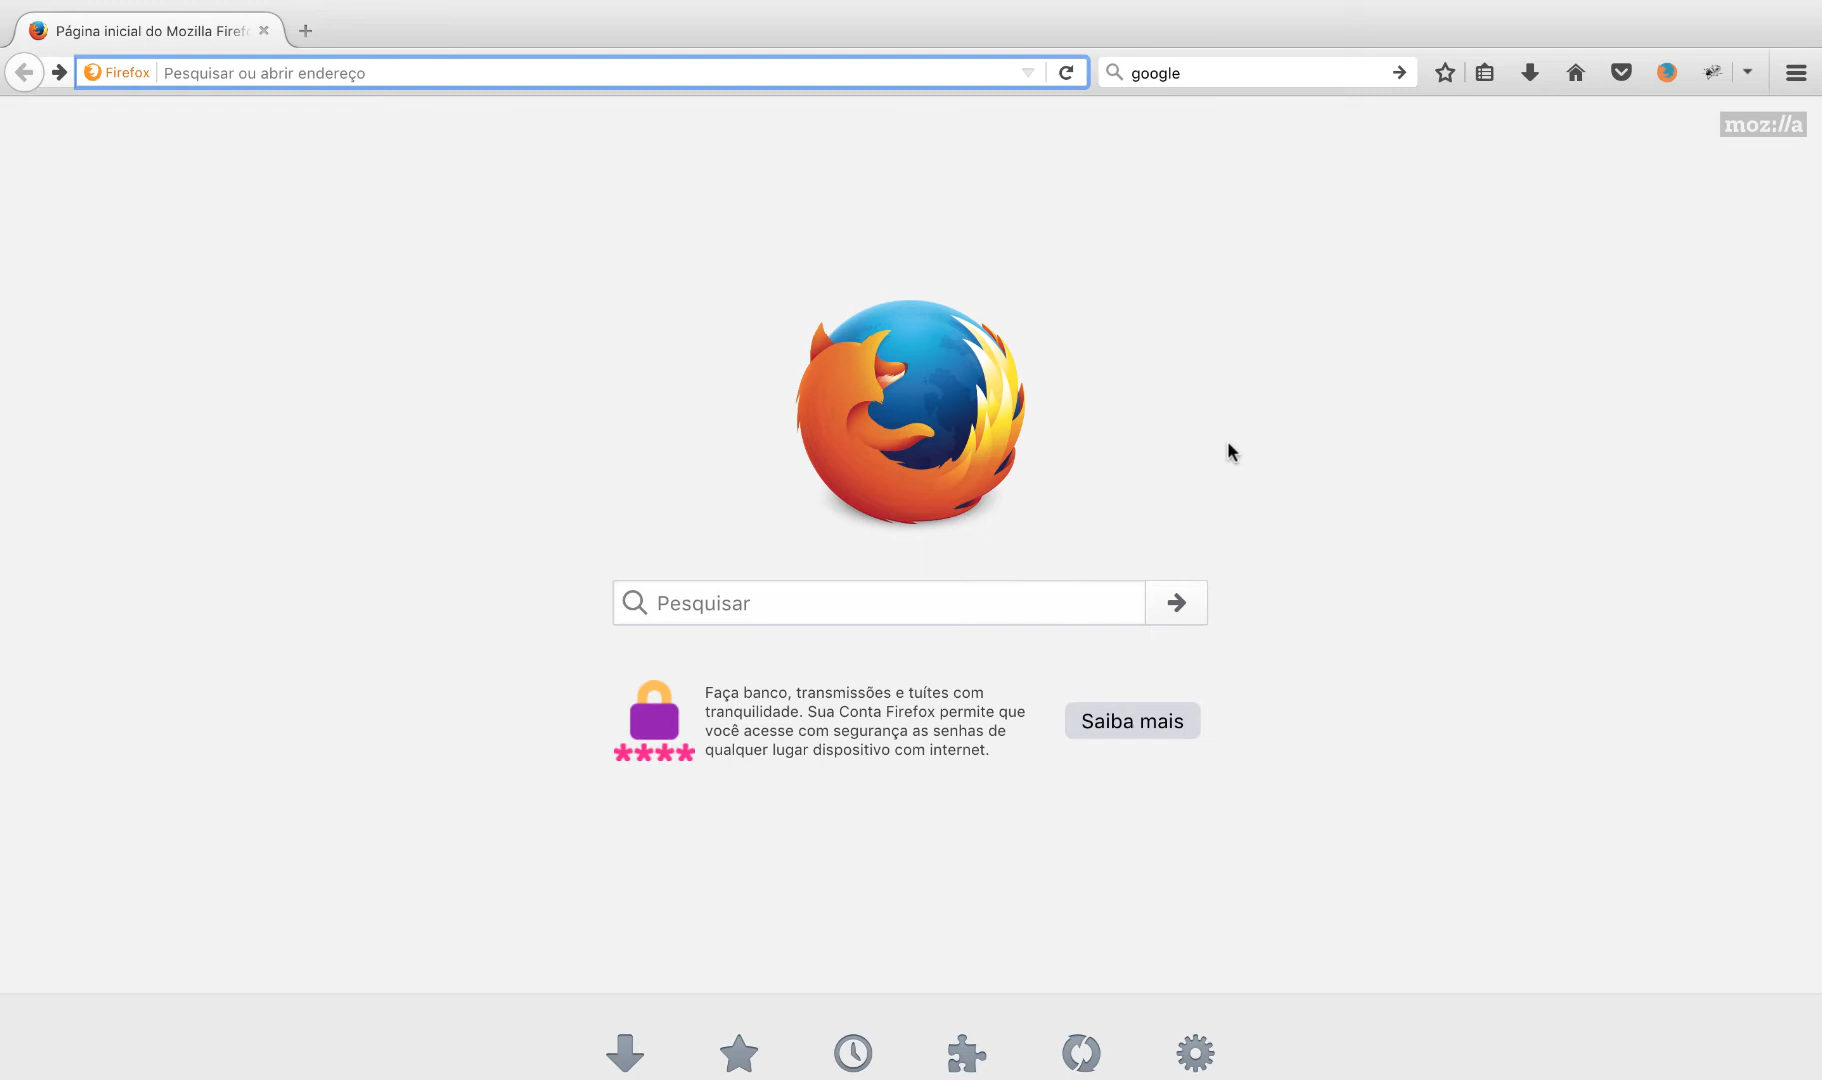 Página inicial do Mozilla Firef
Firefox
Pesquisar ou abrir endereço
google
moz://a
Pesquisar
Faça banco, transmissões e tuítes com
tranquilidade. Sua Conta Firefox permite que
você acesse com segurança as senhas de
qualquer lugar dispositivo com internet.
Saiba mais
****